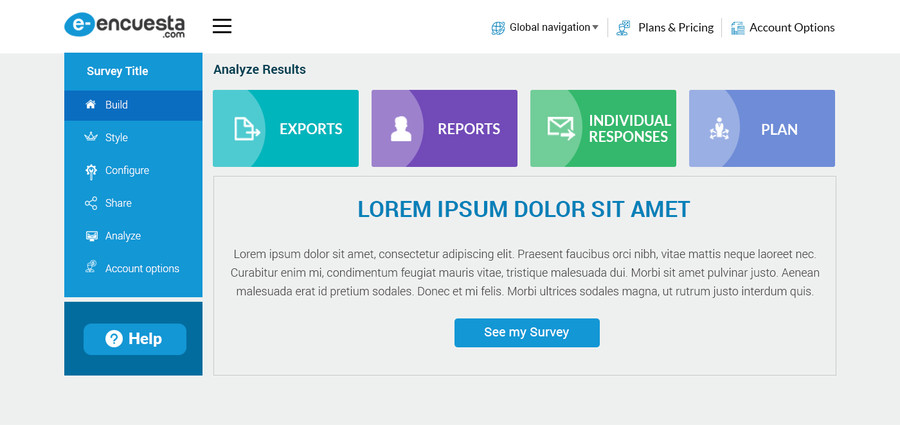 e-encuesta
.com
Global navigation
Plans & Pricing
Account Options
Survey Title
Build
Style
Configure
Share
Analyze
Account options
Help
Analyze Results
EXPORTS
REPORTS
INDIVIDUAL
RESPONSES
PLAN
LOREM IPSUM DOLOR SIT AMET
Lorem ipsum dolor sit amet, consectetur adipiscing elit. Praesent faucibus orci nibh, vitae mattis neque laoreet nec.
Curabitur enim mi, condimentum feugiat mauris vitae, tristique malesuada dui. Morbi sit amet pulvinar justo. Aenean
malesuada erat id pretium sodales. Donec et mi felis. Morbi ultrices sodales magna, ut rutrum justo interdum quis.
See my Survey